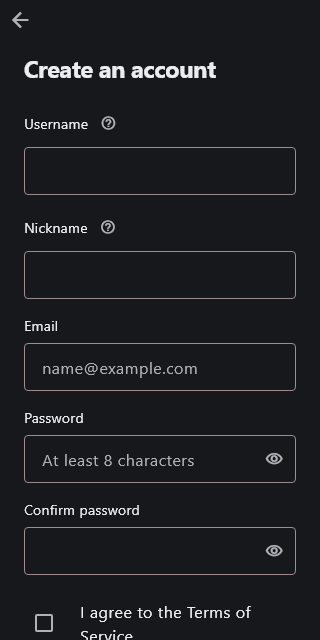 Create an account
Username
Nickname
Email
name@example.com
Password
At least 8 characters
Confirm password
I agree to the Terms of
Service